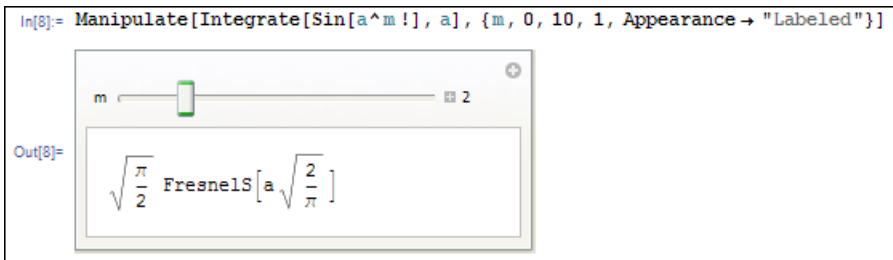 In[8]:= Manipulate[Integrate[Sin[a^m!], a], {m, 0, 10, 1, Appearance → "Labeled"}]
m 2
Out[8]= √(π/2) FresnelS[a √(2/π)]